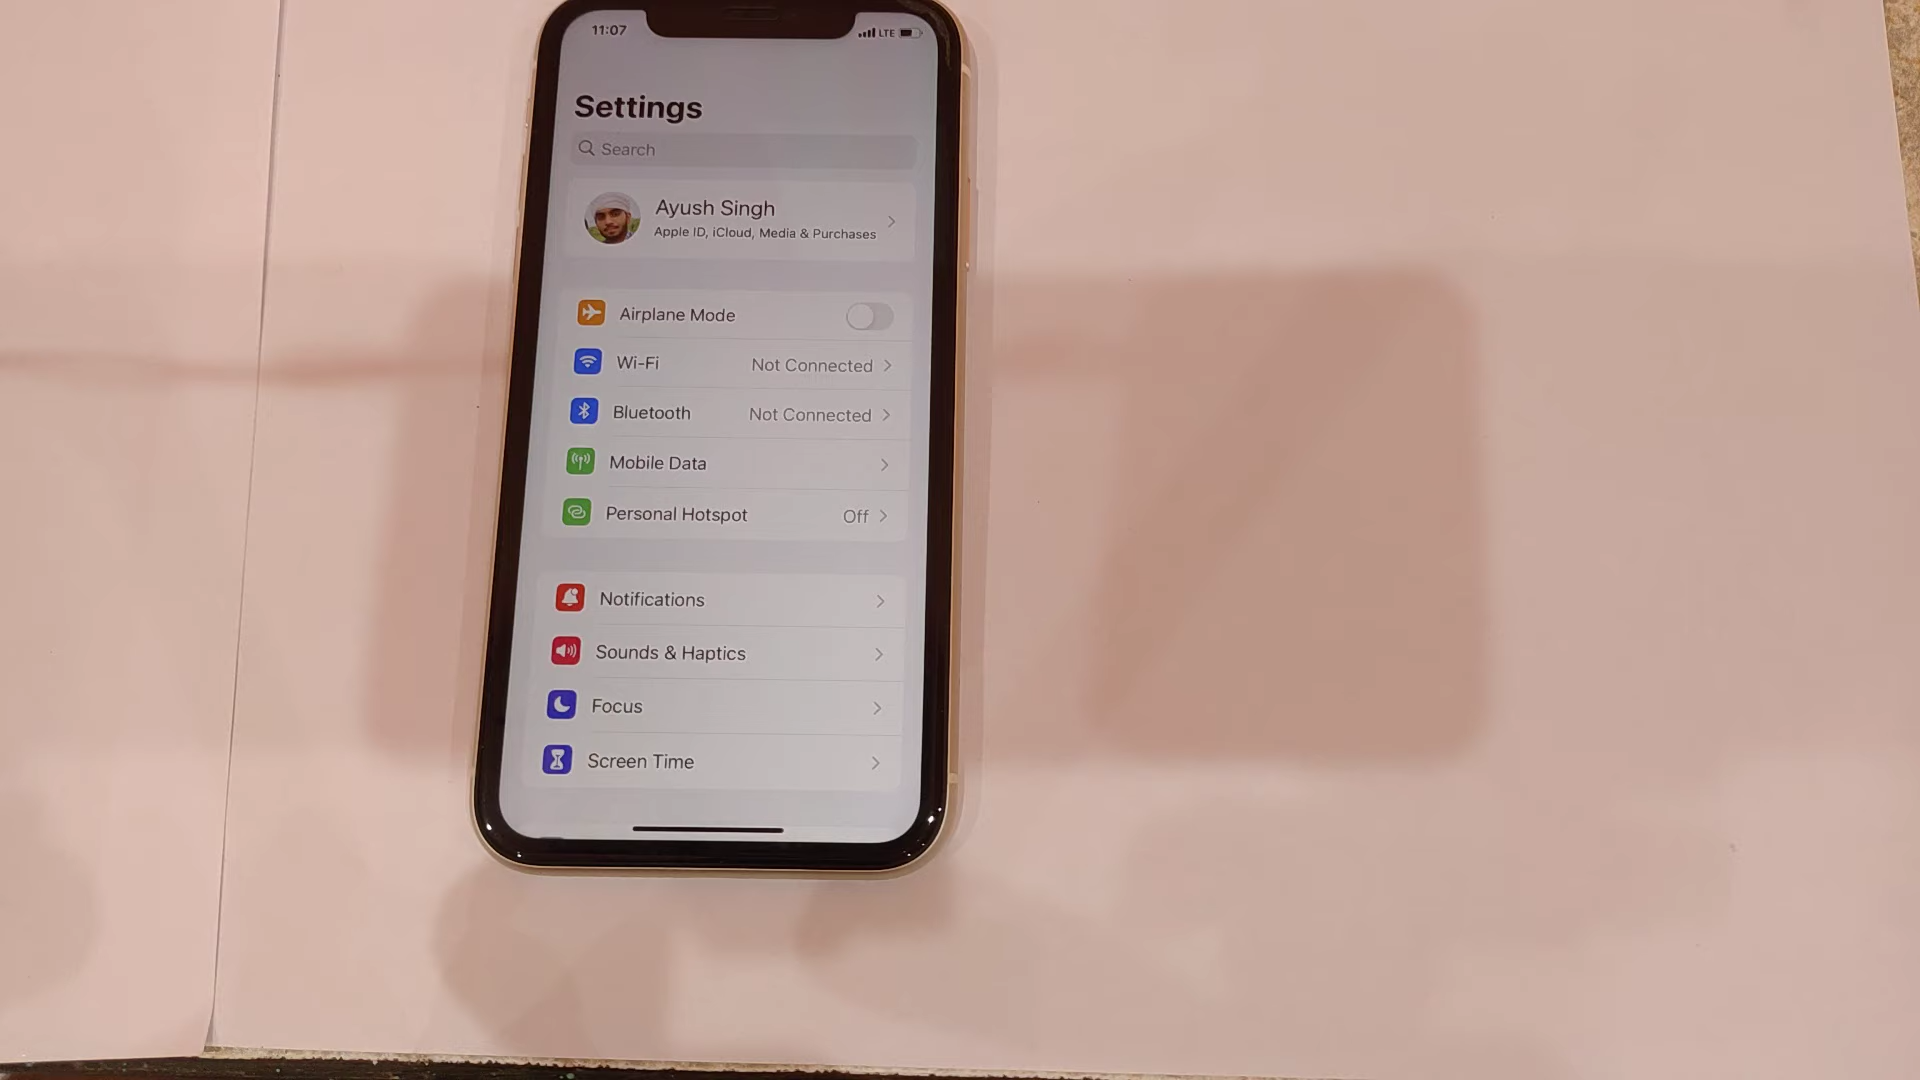 11:07
LTE
Settings
Search
Ayush Singh
Apple ID, iCloud, Media & Purchases
Airplane Mode
Wi-Fi Not Connected
Bluetooth Not Connected
Mobile Data
Personal Hotspot Off
Notifications
Sounds & Haptics
Focus
Screen Time